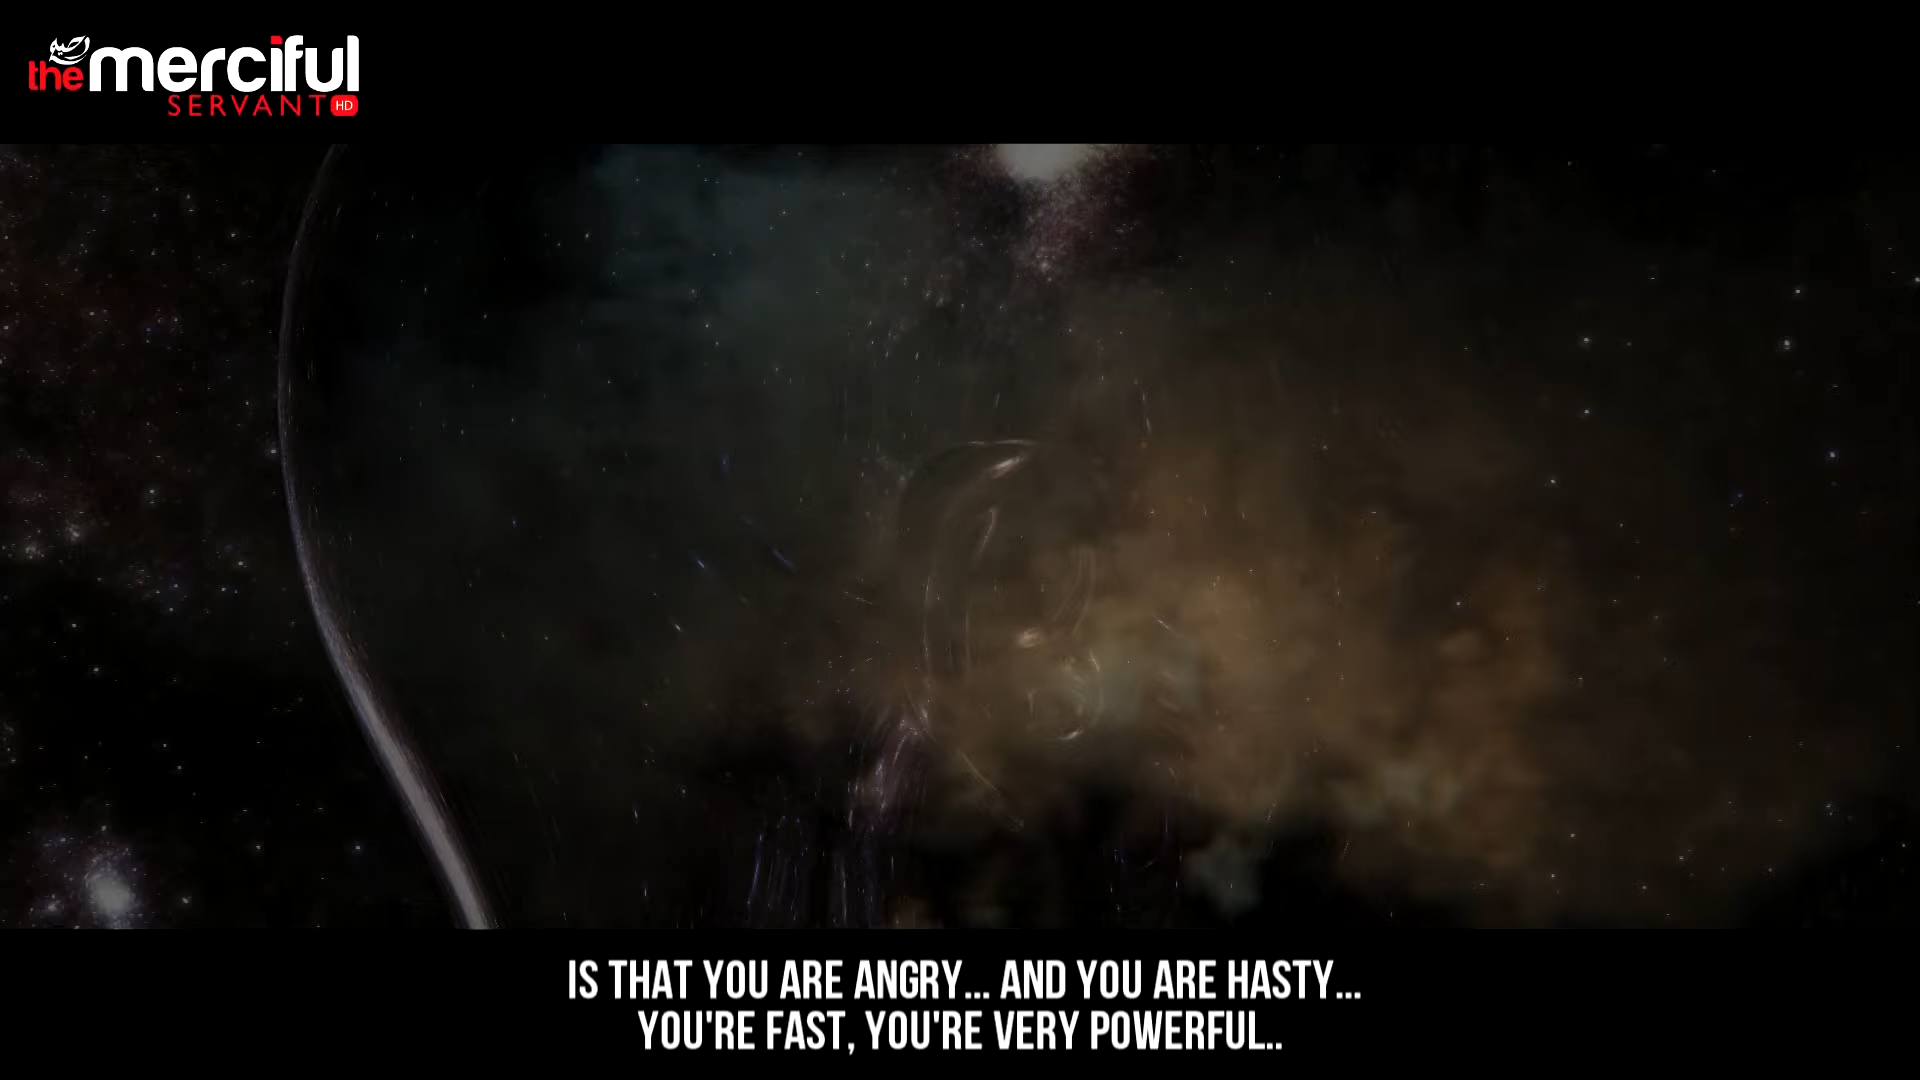 the merciful
SERVANT HD
IS THAT YOU ARE ANGRY... AND YOU ARE HASTY...
YOU'RE FAST, YOU'RE VERY POWERFUL..